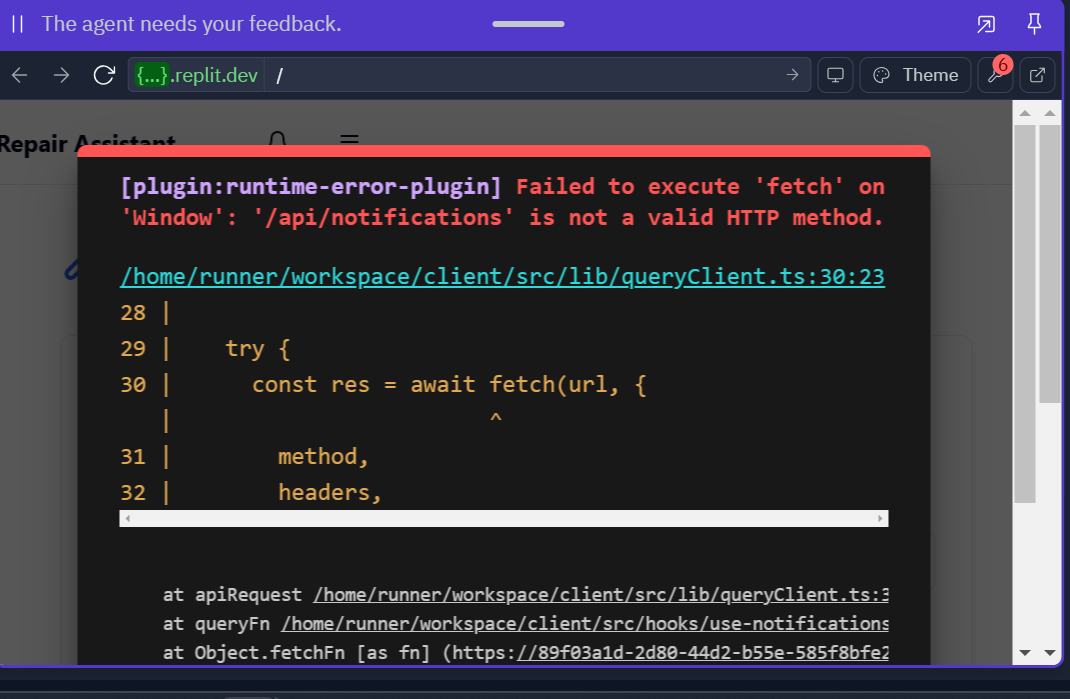 The agent needs your feedback.
{...}.replit.dev /
Theme
6
Repair Assistant
[plugin:runtime-error-plugin] Failed to execute 'fetch' on
'Window': '/api/notifications' is not a valid HTTP method.
/home/runner/workspace/client/src/lib/queryClient.ts:30:23
28 |
29 | try {
30 | const res = await fetch(url, {
| ^
31 | method,
32 | headers,
at apiRequest /home/runner/workspace/client/src/lib/queryClient.ts:3
at queryFn /home/runner/workspace/client/src/hooks/use-notifications
at Object.fetchFn [as fn] (https://89f03a1d-2d80-44d2-b55e-585f8bfe2